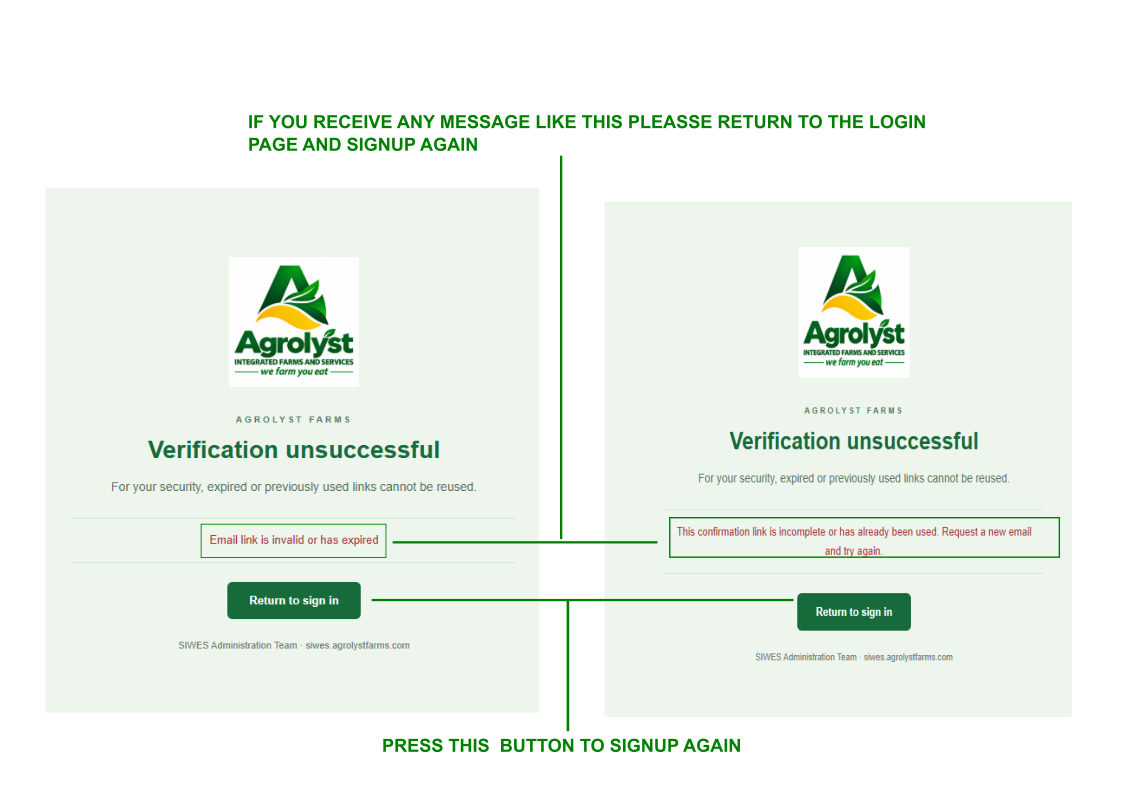 IF YOU RECEIVE ANY MESSAGE LIKE THIS PLEASSE RETURN TO THE LOGIN
PAGE AND SIGNUP AGAIN
Agrolyst
INTEGRATED FARMS AND SERVICES
we farm you eat
AGROLYST FARMS
Verification unsuccessful
For your security, expired or previously used links cannot be reused.
Email link is invalid or has expired
Return to sign in
SIWES Administration Team · siwes.agrolystfarms.com
Agrolyst
INTEGRATED FARMS AND SERVICES
we farm you eat
AGROLYST FARMS
Verification unsuccessful
For your security, expired or previously used links cannot be reused.
This confirmation link is incomplete or has already been used. Request a new email
and try again.
Return to sign in
SIWES Administration Team · siwes.agrolystfarms.com
PRESS THIS  BUTTON TO SIGNUP AGAIN